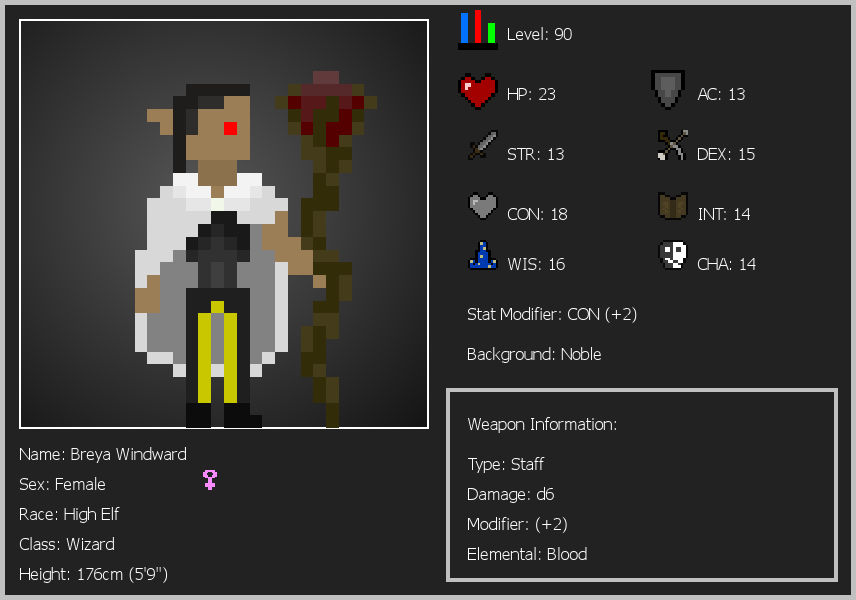 Level: 90
HP: 23
AC: 13
STR: 13
DEX: 15
CON: 18
INT: 14
WIS: 16
CHA: 14
Stat Modifier: CON (+2)
Background: Noble
Weapon Information:
Type: Staff
Damage: d6
Modifier: (+2)
Elemental: Blood
Name: Breya Windward
Sex: Female
Race: High Elf
Class: Wizard
Height: 176cm (5'9")